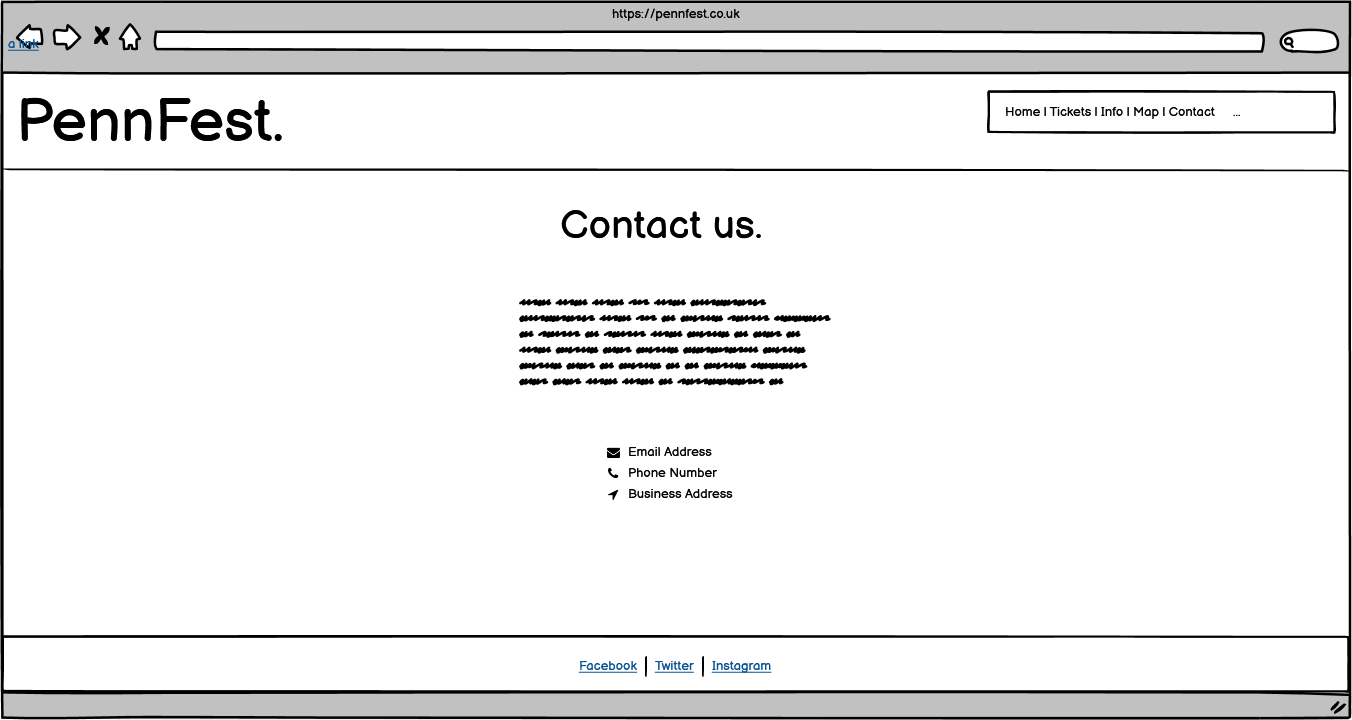 https://pennfest.co.uk
a link
PennFest.
Home | Tickets | Info | Map | Contact ...
Contact us.
Email Address
Phone Number
Business Address
Facebook | Twitter | Instagram